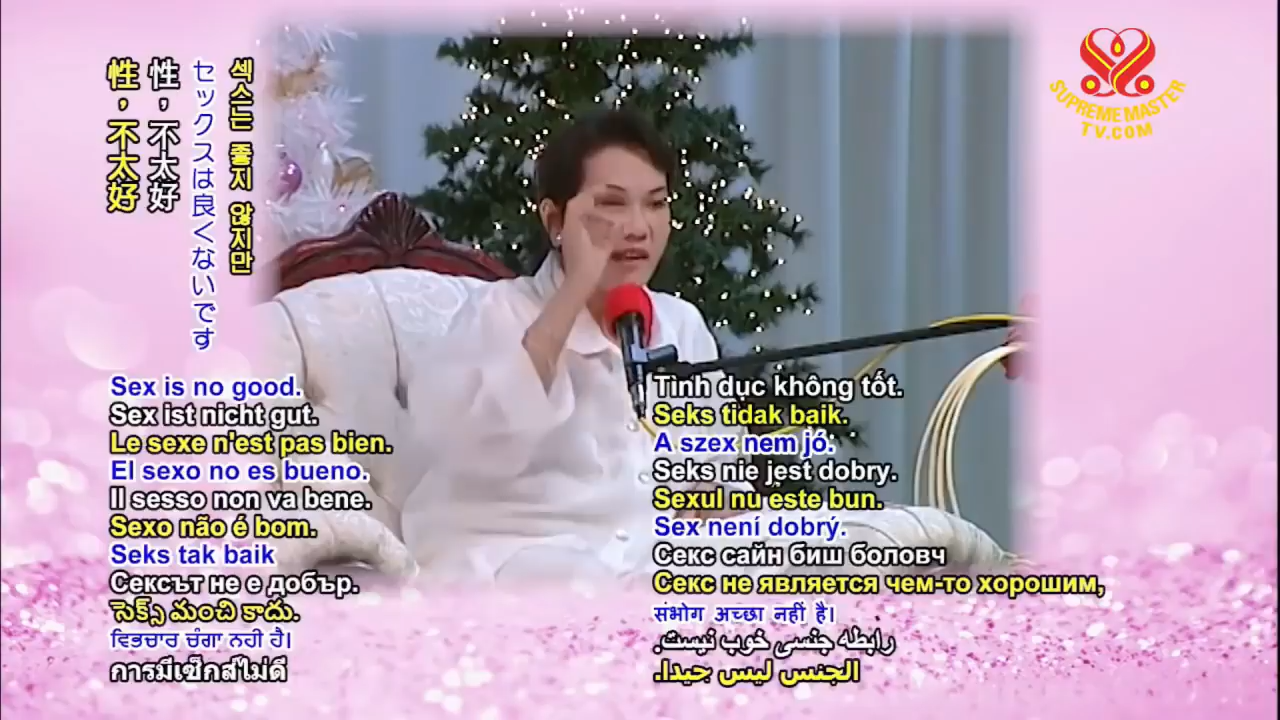 性，不太好
性，不太好
セックスは良くないです
섹스는 좋지 않지만
SUPREME MASTER
TV.COM
Sex is no good.
Sex ist nicht gut.
Le sexe n'est pas bien.
El sexo no es bueno.
Il sesso non va bene.
Sexo não é bom.
Seks tak baik
Сексът не е добър.
సెక్స్ మంచి కాదు.
ਵਿਭਚਾਰ ਚੰਗਾ ਨਹੀ ਹੈ।
การมีเซ็กส์ไม่ดี
Tình dục không tốt.
Seks tidak baik.
A szex nem jó.
Seks nie jest dobry.
Sexul nu este bun.
Sex není dobrý.
Секс сайн биш боловч
Секс не является чем-то хорошим,
संभोग अच्छा नहीं है।
رابطه جنسی خوب نیست.
الجنس ليس جيدا.